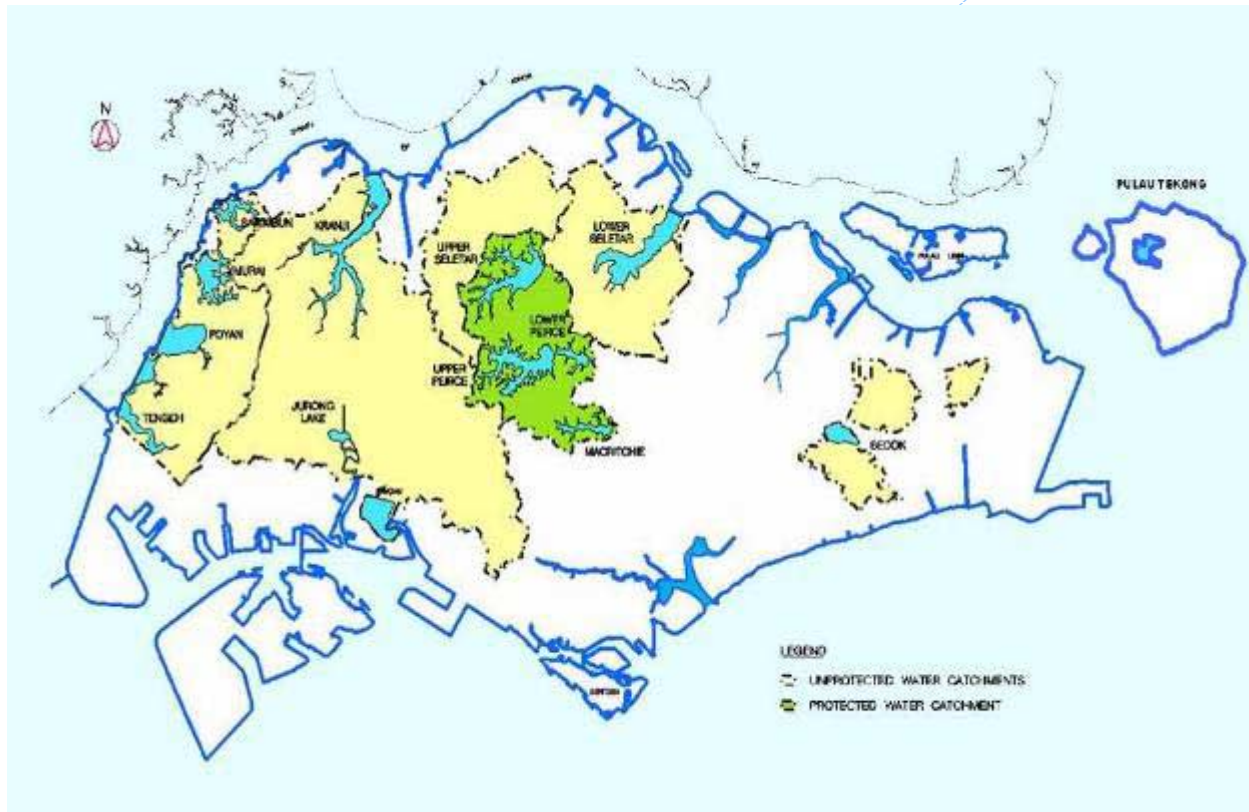 N
PULAU TEKONG
KRANJI
LOWER
SELETAR
UPPER
SELETAR
MURAI
POYAN
LOWER
PEIRCE
UPPER
PEIRCE
TENGEH
JURONG
LAKE
MACRITCHIE
BEDOK
LEGEND
UNPROTECTED WATER CATCHMENTS
PROTECTED WATER CATCHMENT